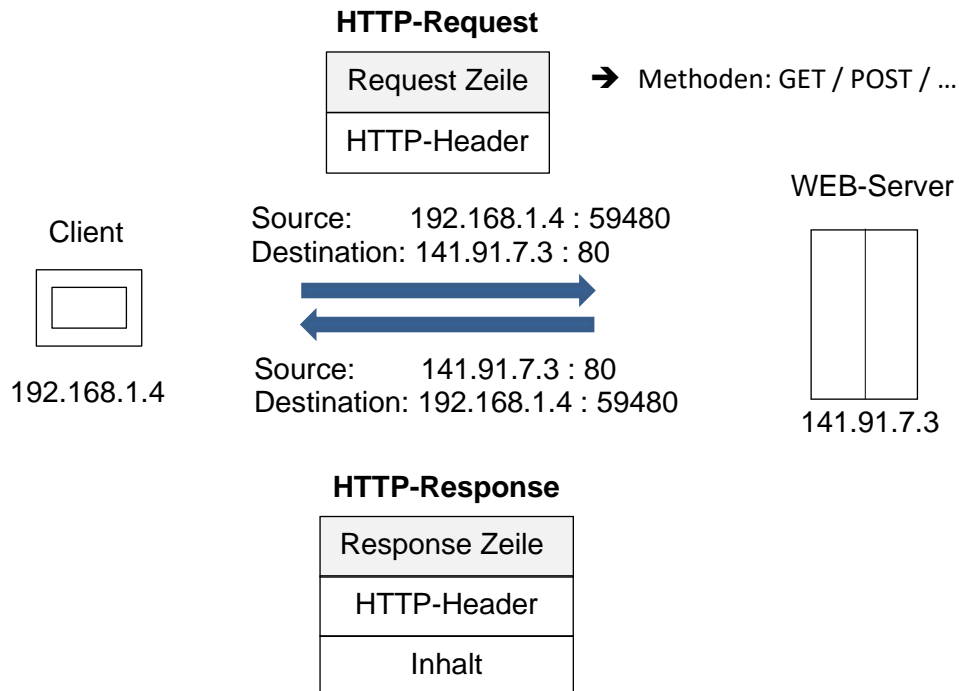 HTTP-Request
Request Zeile
➔ Methoden: GET / POST / ...
HTTP-Header
WEB-Server
Client
Source: 192.168.1.4 : 59480
Destination: 141.91.7.3 : 80
Source: 141.91.7.3 : 80
Destination: 192.168.1.4 : 59480
192.168.1.4
141.91.7.3
HTTP-Response
Response Zeile
HTTP-Header
Inhalt